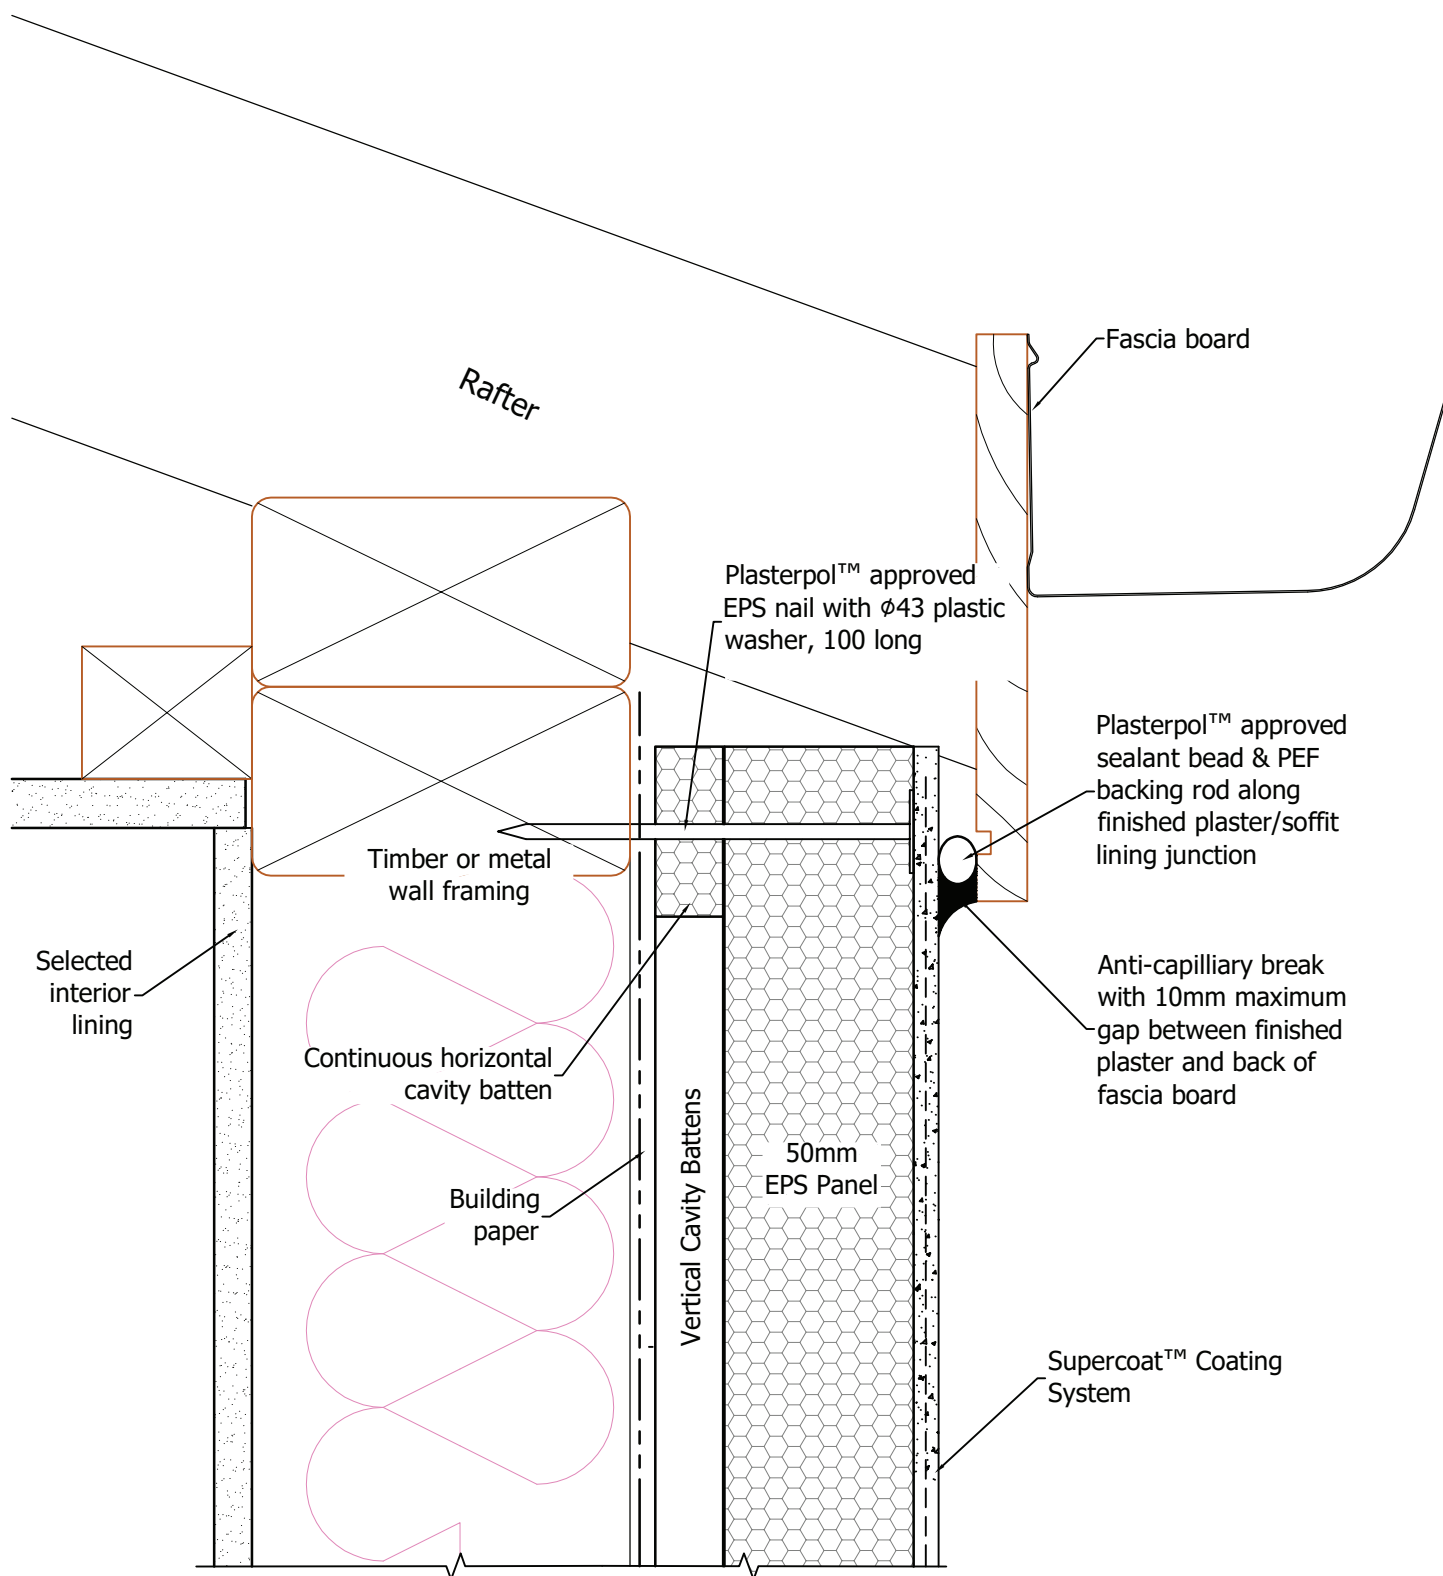 Fascia board
Rafter
Plasterpol™ approved
EPS nail with ⌀43 plastic
washer, 100 long
Plasterpol™ approved
sealant bead & PEF
backing rod along
finished plaster/soffit
lining junction
Timber or metal
wall framing
Selected
interior
lining
Anti-capilliary break
with 10mm maximum
gap between finished
plaster and back of
fascia board
Continuous horizontal
cavity batten
Vertical Cavity Battens
50mm
EPS Panel
Building
paper
Supercoat™ Coating
System